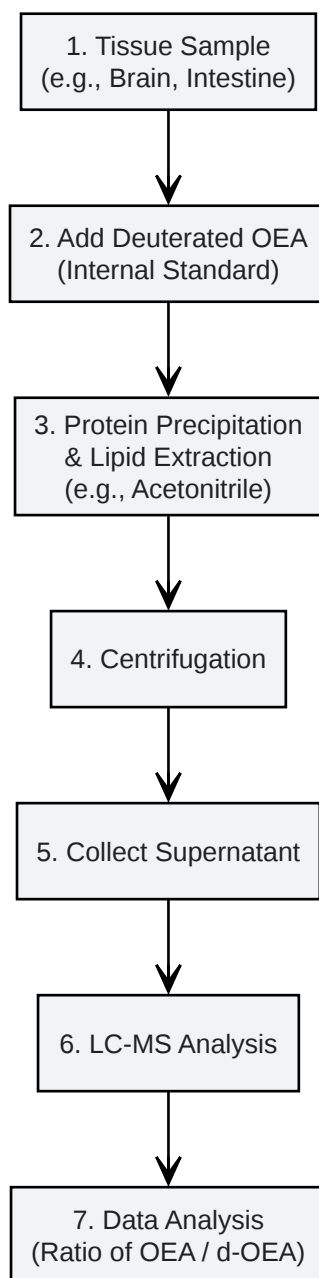 1. Tissue Sample
(e.g., Brain, Intestine)
2. Add Deuterated OEA
(Internal Standard)
3. Protein Precipitation
& Lipid Extraction
(e.g., Acetonitrile)
4. Centrifugation
5. Collect Supernatant
6. LC-MS Analysis
7. Data Analysis
(Ratio of OEA / d-OEA)